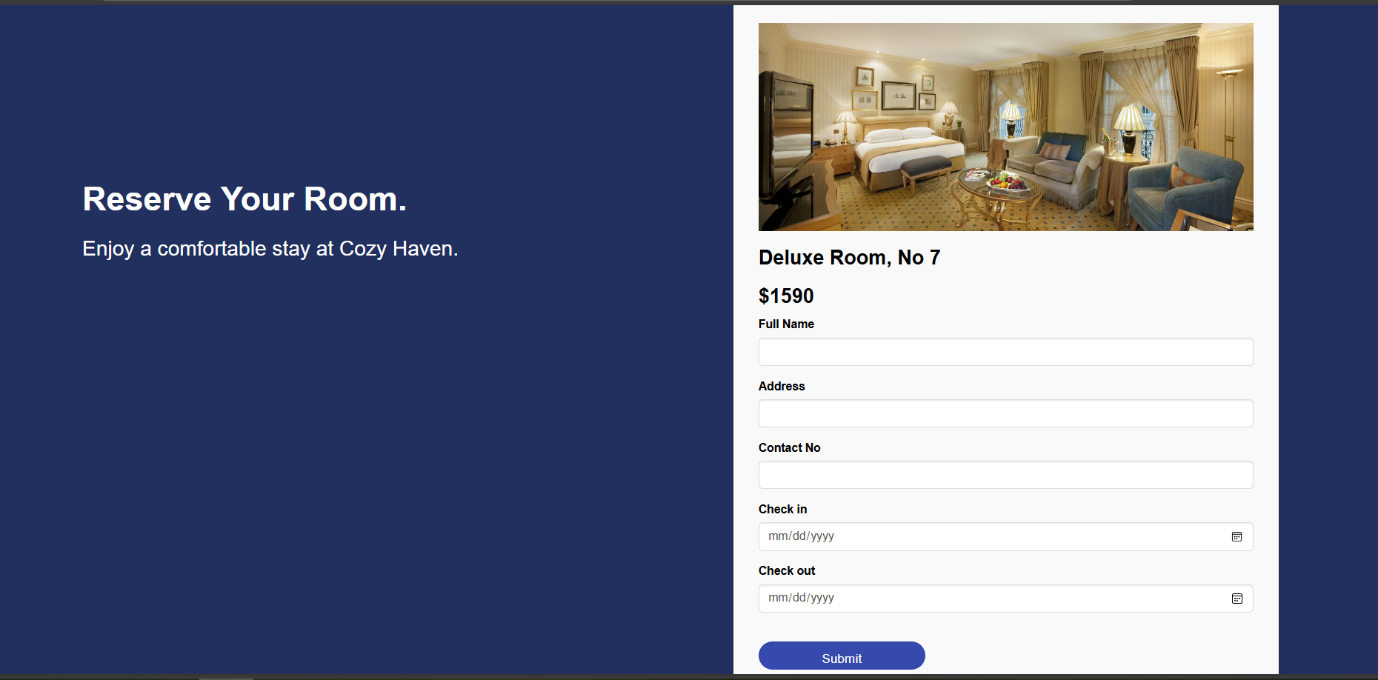 Reserve Your Room.
Enjoy a comfortable stay at Cozy Haven.
Deluxe Room, No 7
$1590
Full Name
Address
Contact No
Check in
mm/dd/yyyy
Check out
mm/dd/yyyy
Submit